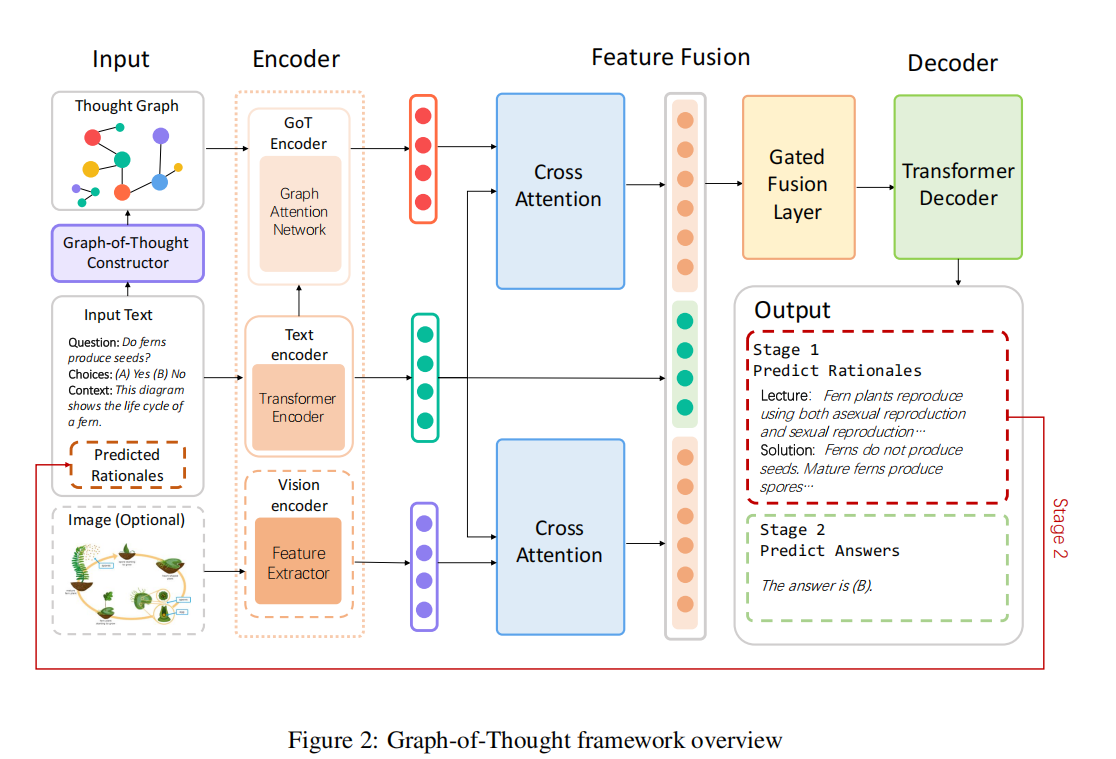 Input
Encoder
Feature Fusion
Decoder
Thought Graph
Graph-of-Thought
Constructor
Input Text
Question: Do ferns
produce seeds?
Choices: (A) Yes (B) No
Context: This diagram
shows the life cycle of
a fern.
Predicted
Rationales
Image (Optional)
GoT
Encoder
Graph
Attention
Network
Text
encoder
Transformer
Encoder
Vision
encoder
Feature
Extractor
Cross
Attention
Cross
Attention
Gated
Fusion
Layer
Transformer
Decoder
Output
Stage 1
Predict Rationales
Lecture: Fern plants reproduce
using both asexual reproduction
and sexual reproduction…
Solution: Ferns do not produce
seeds. Mature ferns produce
spores…
Stage 2
Predict Answers
The answer is (B).
Stage 2
Figure 2: Graph-of-Thought framework overview